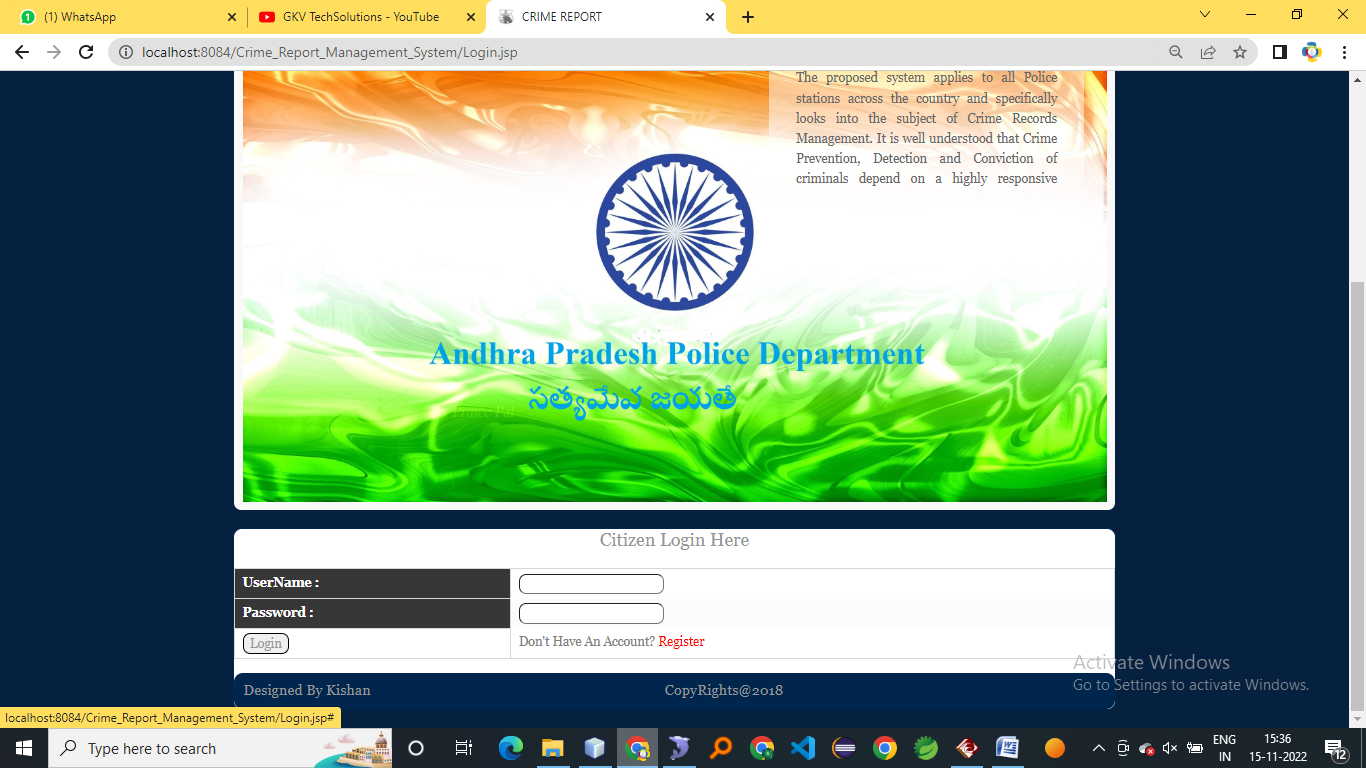 (1) WhatsApp
GKV TechSolutions - YouTube
CRIME REPORT
localhost:8084/Crime_Report_Management_System/Login.jsp
The proposed system applies to all Police
stations across the country and specifically
looks into the subject of Crime Records
Management. It is well understood that Crime
Prevention, Detection and Conviction of
criminals depend on a highly responsive
Andhra Pradesh Police Department
సత్యమేవ జయతే
Citizen Login Here
UserName :
Password :
Login
Don't Have An Account? Register
Activate Windows
Go to Settings to activate Windows.
Designed By Kishan
CopyRights@2018
localhost:8084/Crime_Report_Management_System/Login.jsp#
Type here to search
ENG
IN
15:36
15-11-2022
12